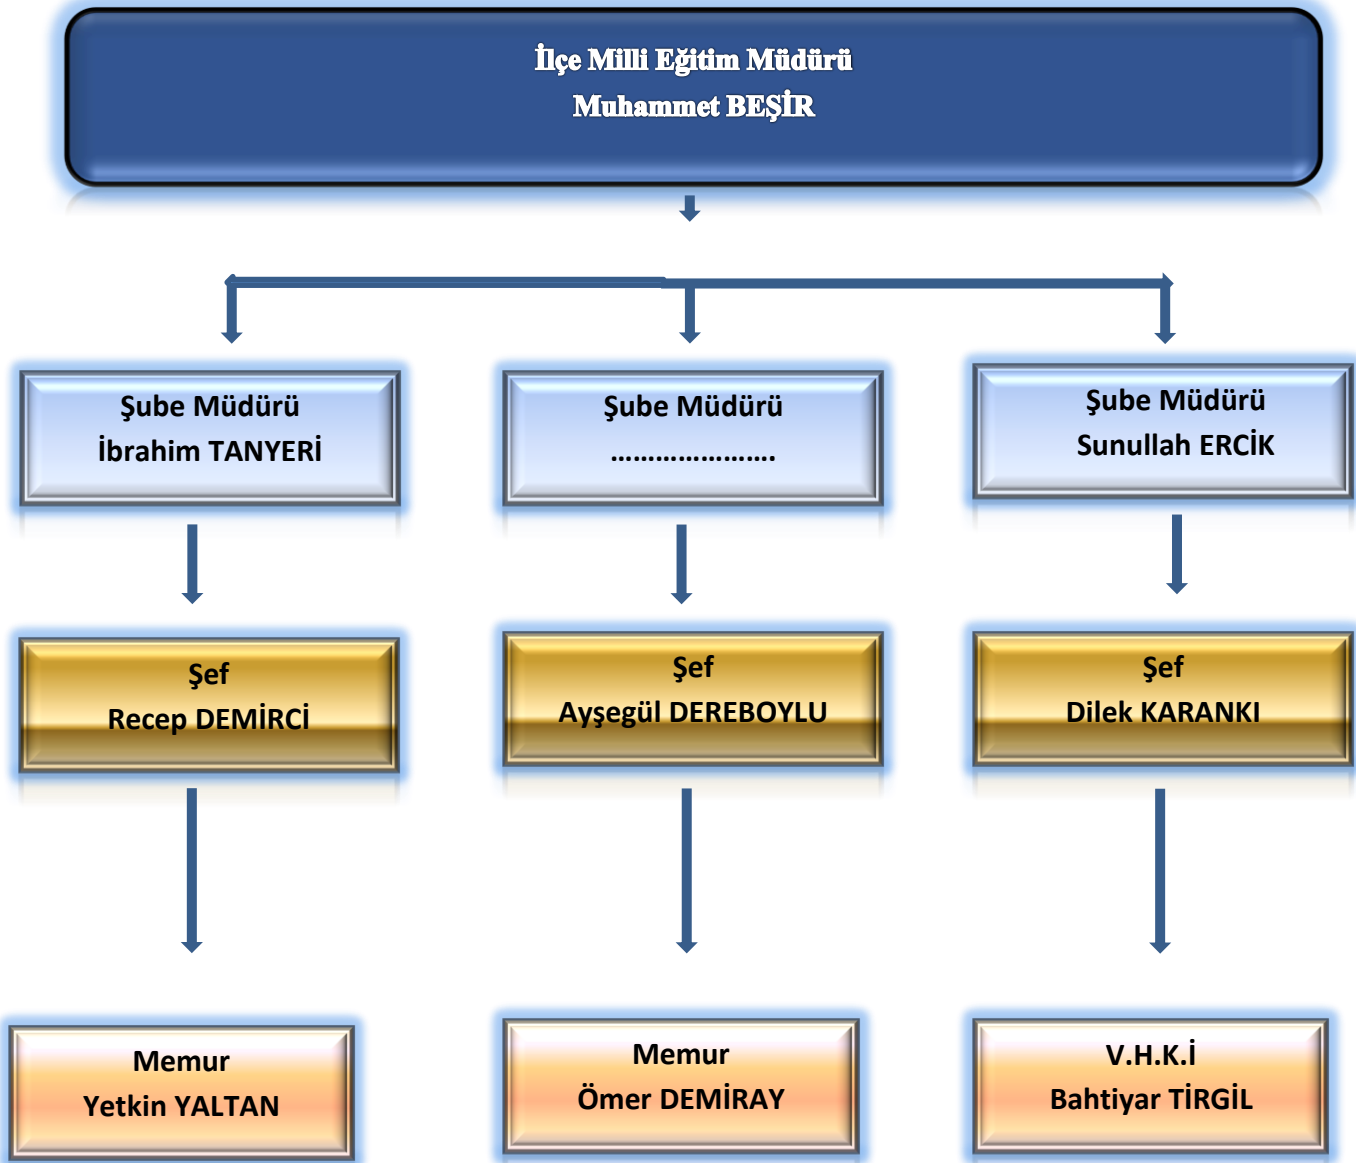 İlçe Milli Eğitim Müdürü
Muhammet BEŞİR
Şube Müdürü
İbrahim TANYERİ
Şube Müdürü
………………….
Şube Müdürü
Sunullah ERCİK
Şef
Recep DEMİRCİ
Şef
Ayşegül DEREBOYLU
Şef
Dilek KARANKI
Memur
Yetkin YALTAN
Memur
Ömer DEMİRAY
V.H.K.İ
Bahtiyar TİRGİL